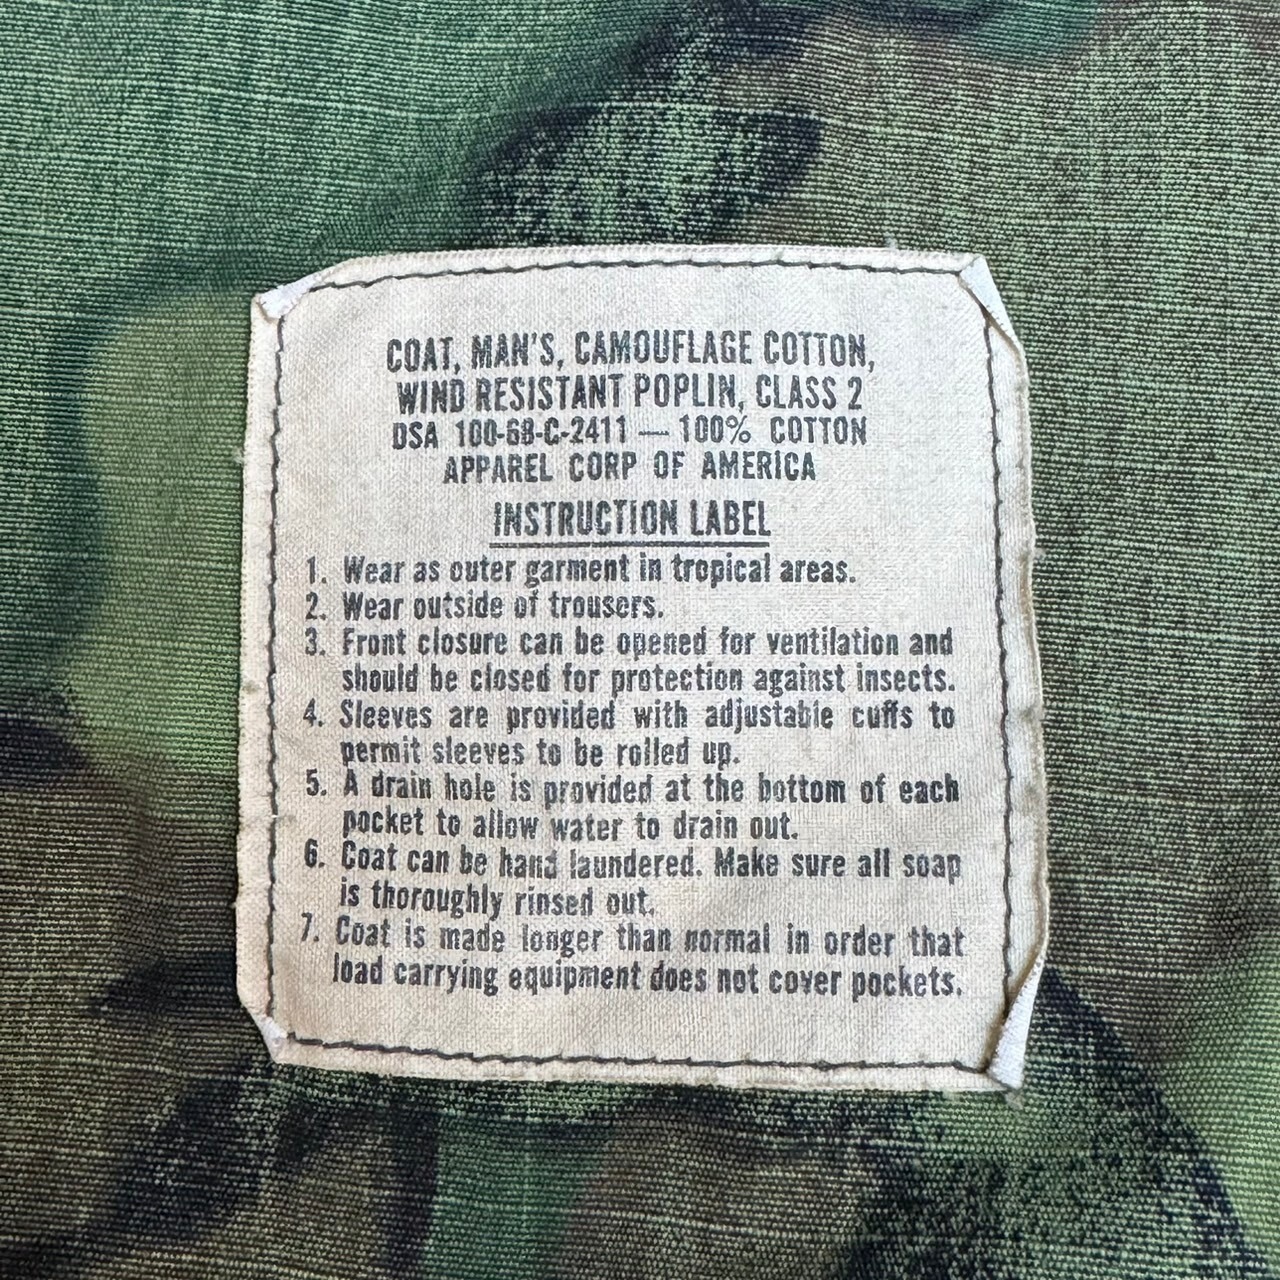 COAT, MAN'S, CAMOUFLAGE COTTON,
WIND RESISTANT POPLIN, CLASS 2
DSA 100-68-C-2411 — 100% COTTON
APPAREL CORP OF AMERICA
INSTRUCTION LABEL
1. Wear as outer garment in tropical areas.
2. Wear outside of trousers.
3. Front closure can be opened for ventilation and
should be closed for protection against insects.
4. Sleeves are provided with adjustable cuffs to
permit sleeves to be rolled up.
5. A drain hole is provided at the bottom of each
pocket to allow water to drain out.
6. Coat can be hand laundered. Make sure all soap
is thoroughly rinsed out.
7. Coat is made longer than normal in order that
load carrying equipment does not cover pockets.